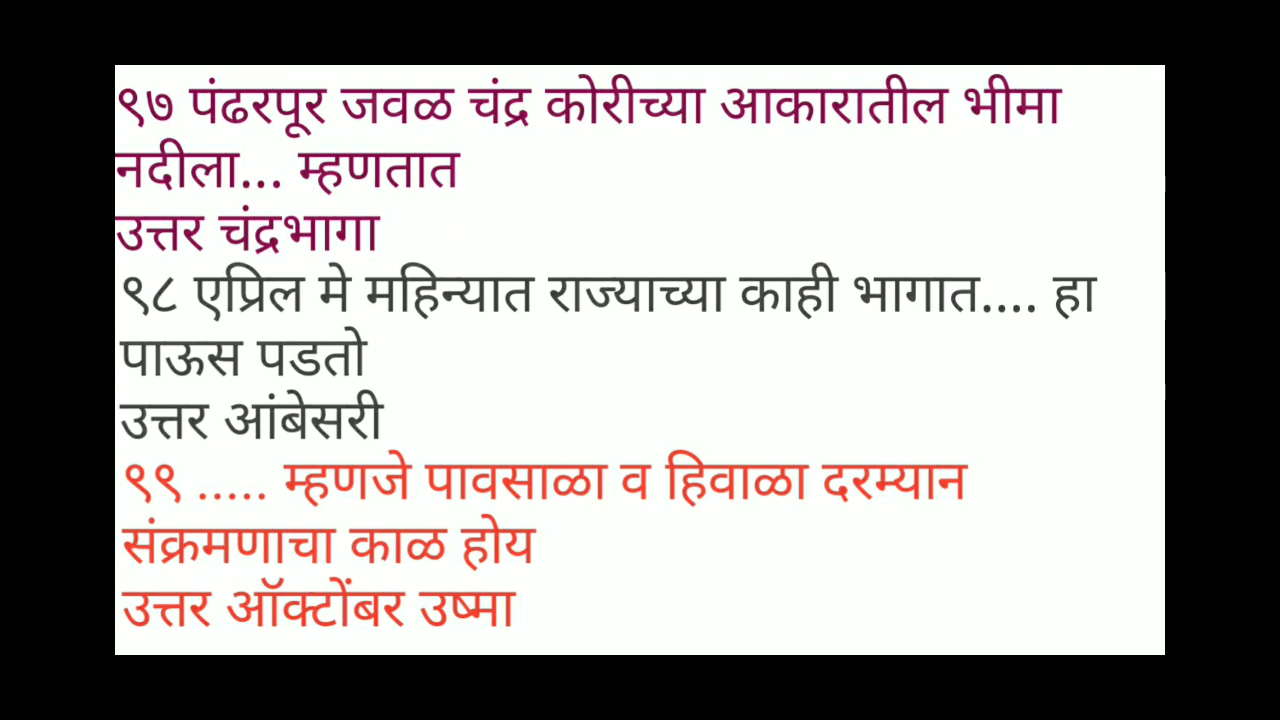 ९७ पंढरपूर जवळ चंद्र कोरीच्या आकारातील भीमा
नदीला... म्हणतात
उत्तर चंद्रभागा
९८ एप्रिल मे महिन्यात राज्याच्या काही भागात.... हा
पाऊस पडतो
उत्तर आंबेसरी
९९ ..... म्हणजे पावसाळा व हिवाळा दरम्यान
संक्रमणाचा काळ होय
उत्तर ऑक्टोंबर उष्मा